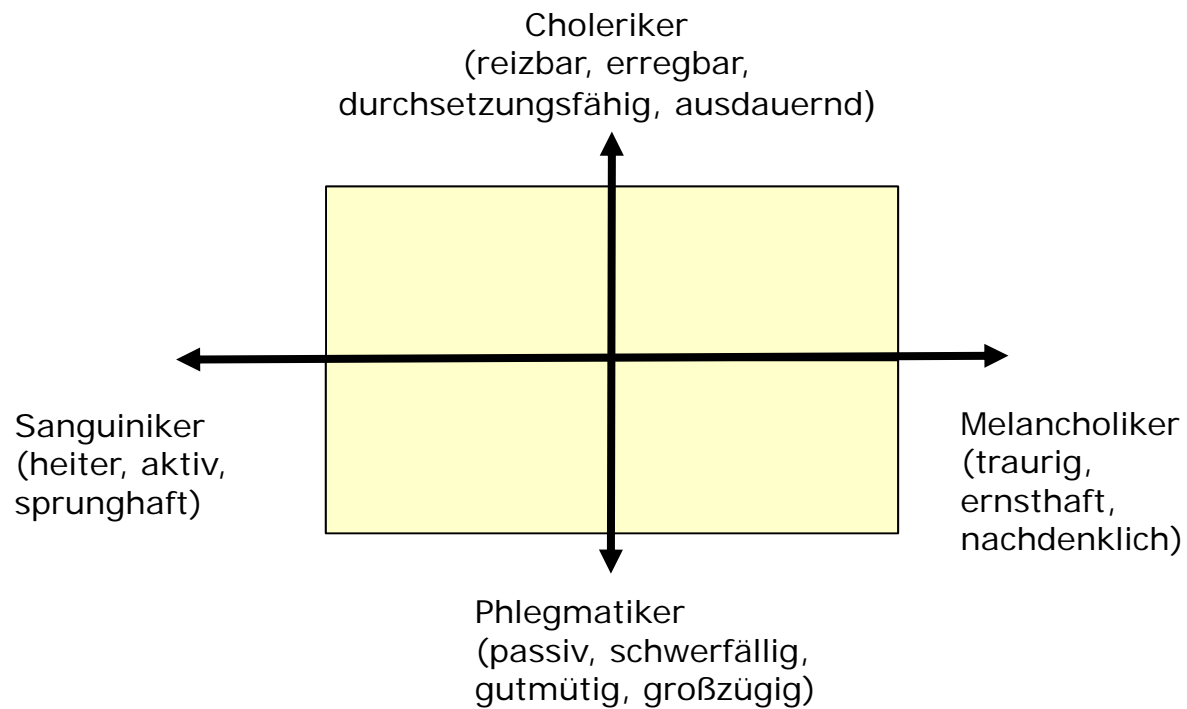 Choleriker
(reizbar, erregbar,
durchsetzungsfähig, ausdauernd)
Sanguiniker
(heiter, aktiv,
sprunghaft)
Melancholiker
(traurig,
ernsthaft,
nachdenklich)
Phlegmatiker
(passiv, schwerfällig,
gutmütig, großzügig)